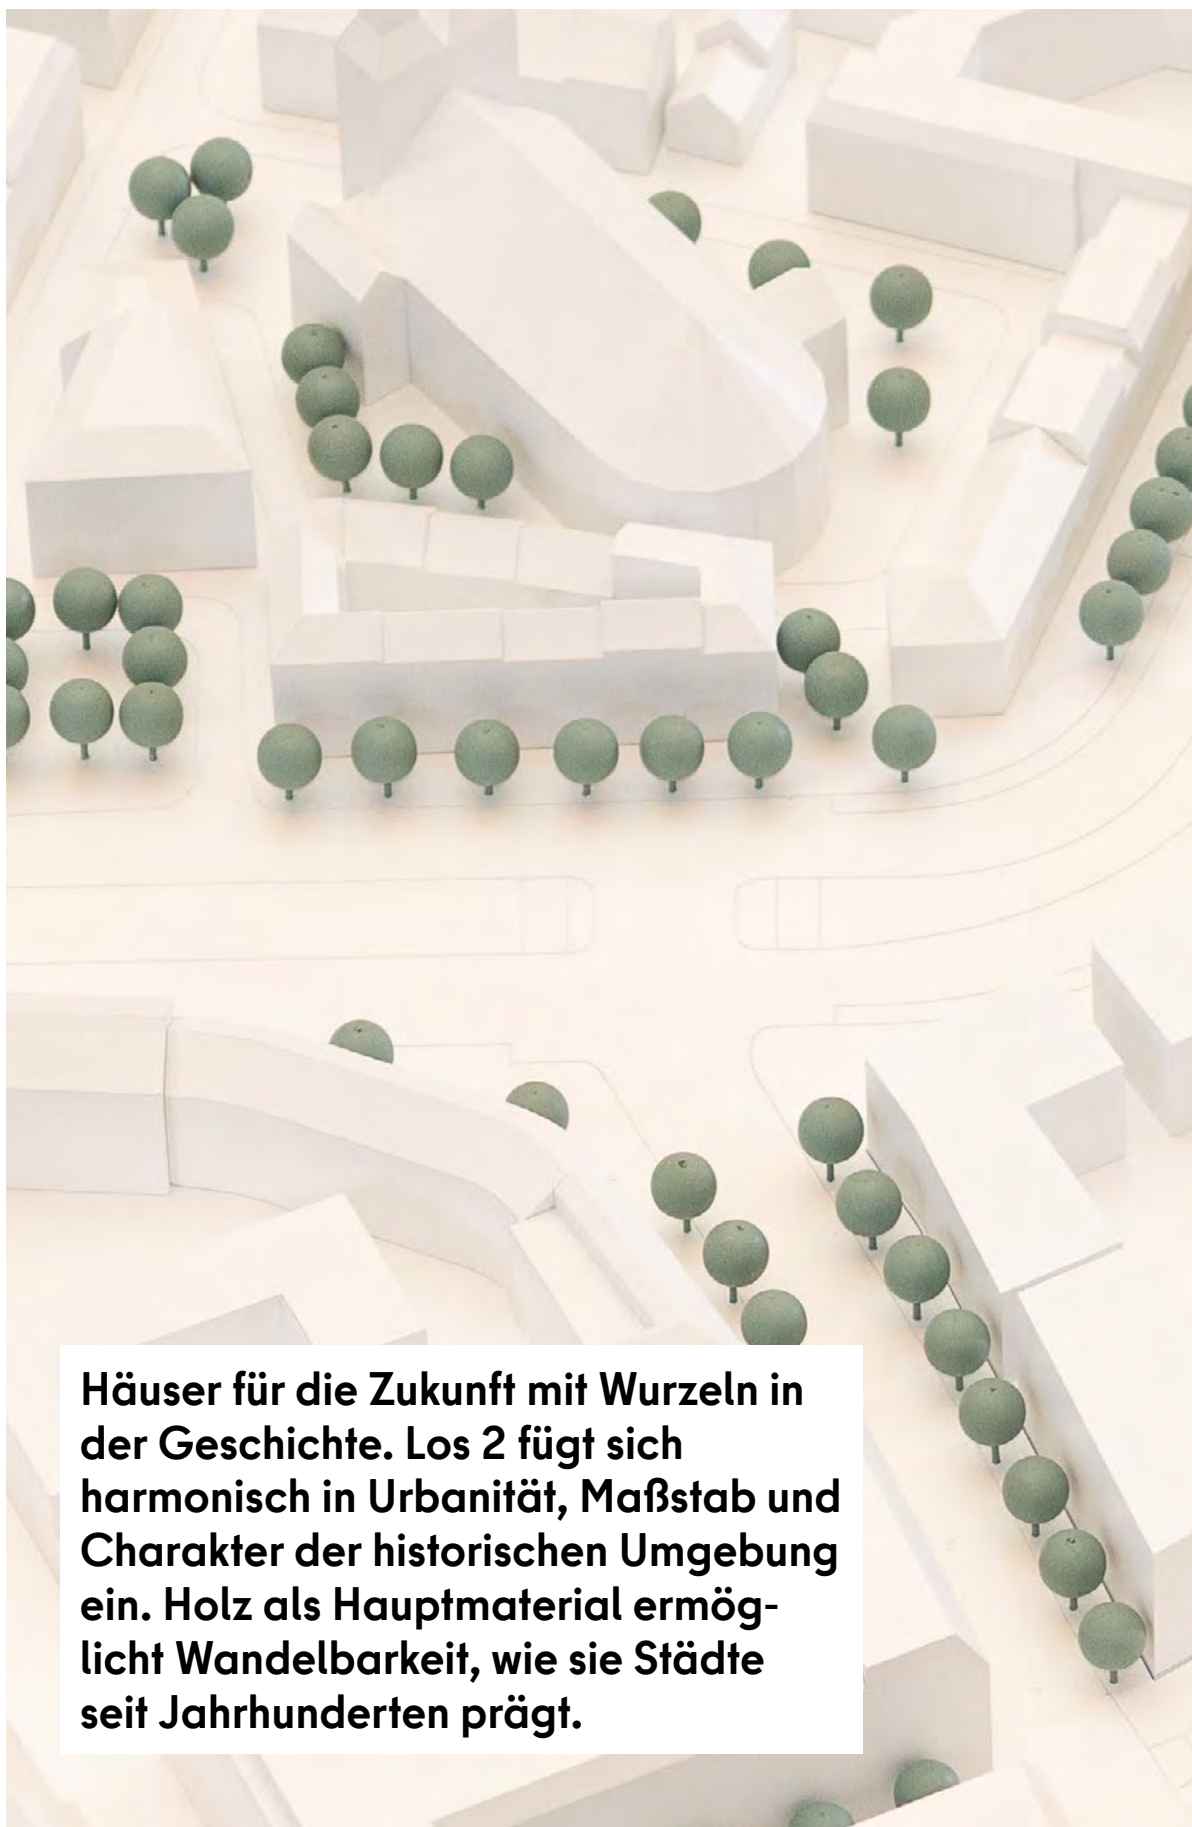 Häuser für die Zukunft mit Wurzeln in
der Geschichte. Los 2 fügt sich
harmonisch in Urbanität, Maßstab und
Charakter der historischen Umgebung
ein. Holz als Hauptmaterial ermög-
licht Wandelbarkeit, wie sie Städte
seit Jahrhunderten prägt.